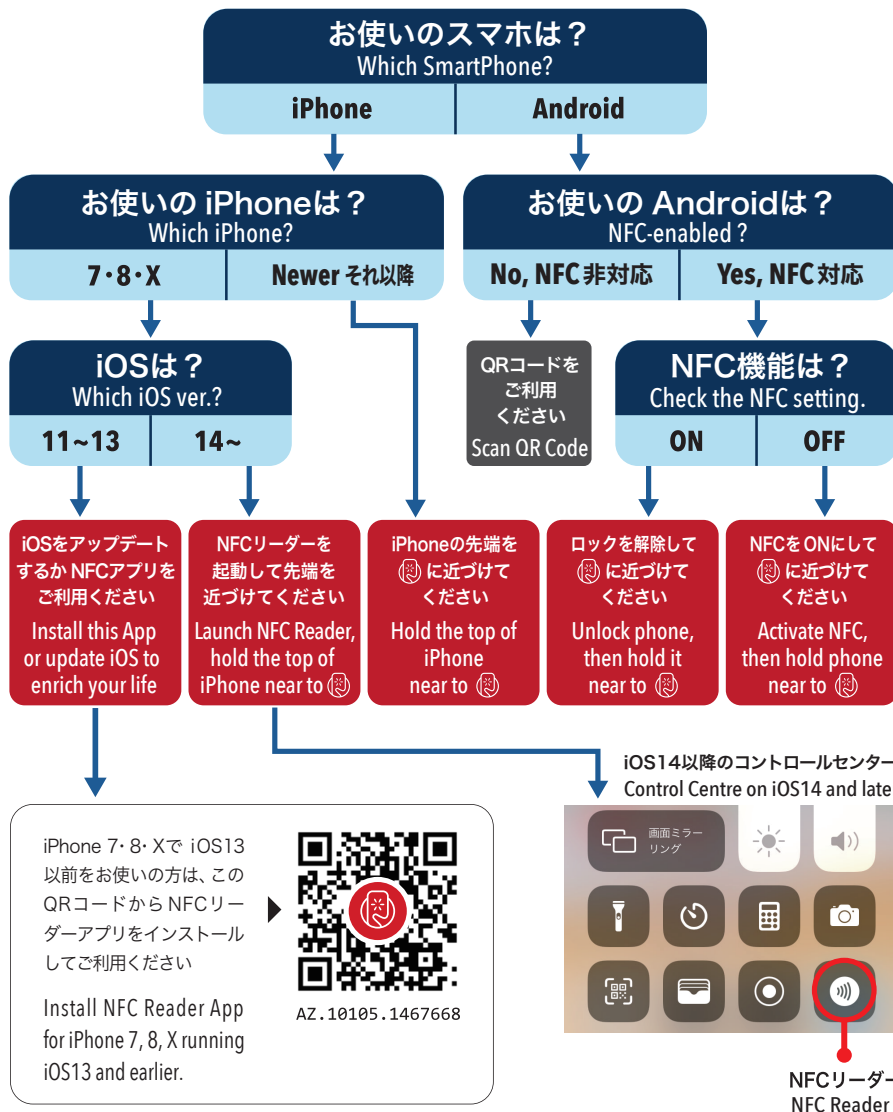 お使いのスマホは？
Which SmartPhone?
iPhone
Android
お使いの iPhoneは？
Which iPhone?
7・8・X
Newer それ以降
お使いの Androidは？
NFC-enabled ?
No, NFC 非対応
Yes, NFC 対応
iOSは？
Which iOS ver.?
11~13
14~
QRコードを
ご利用
ください
Scan QR Code
NFC機能は？
Check the NFC setting.
ON
OFF
iOSをアップデート
するか NFCアプリを
ご利用ください
Install this App
or update iOS to
enrich your life
NFCリーダーを
起動して先端を
近づけてください
Launch NFC Reader,
hold the top of
iPhone near to
iPhoneの先端を
に近づけて
ください
Hold the top of
iPhone
near to
ロックを解除して
に近づけて
ください
Unlock phone,
then hold it
near to
NFCをONにして
に近づけて
ください
Activate NFC,
then hold phone
near to
iPhone 7・8・Xで iOS13
以前をお使いの方は、この
QRコードから NFCリー
ダーアプリをインストール
してご利用ください
Install NFC Reader App
for iPhone 7, 8, X running
iOS13 and earlier.
AZ.10105.1467668
iOS14以降のコントロールセンター
Control Centre on iOS14 and late
画面ミラー
リング
NFCリーダー
NFC Reader